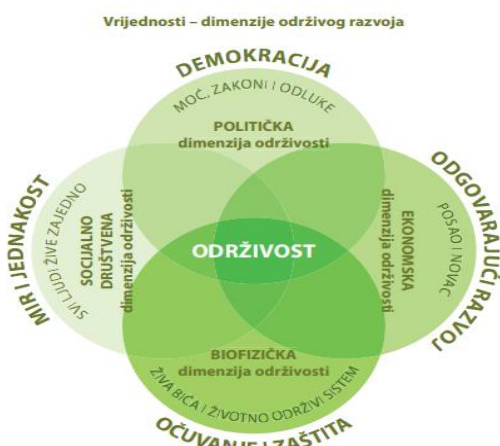 Vrijednosti – dimenzije održivog razvoja
DEMOKRACIJA
MOĆ, ZAKONI I ODLUKE
POLITIČKA
dimenzija održivosti
MIR I JEDNAKOST
SVI LJUDI ŽIVE ZAJEDNO
SOCIJALNO
DRUŠTVENA
dimenzija održivosti
ODRŽIVOST
EKONOMSKA
dimenzija održivosti
POSAO I NOVAC
ODGOVARAJUĆI RAZVOJ
BIOFIZIČKA
dimenzija održivosti
ŽIVA BIĆA I ŽIVOTNO ODRŽIVI SISTEM
OČUVANJE I ZAŠTITA